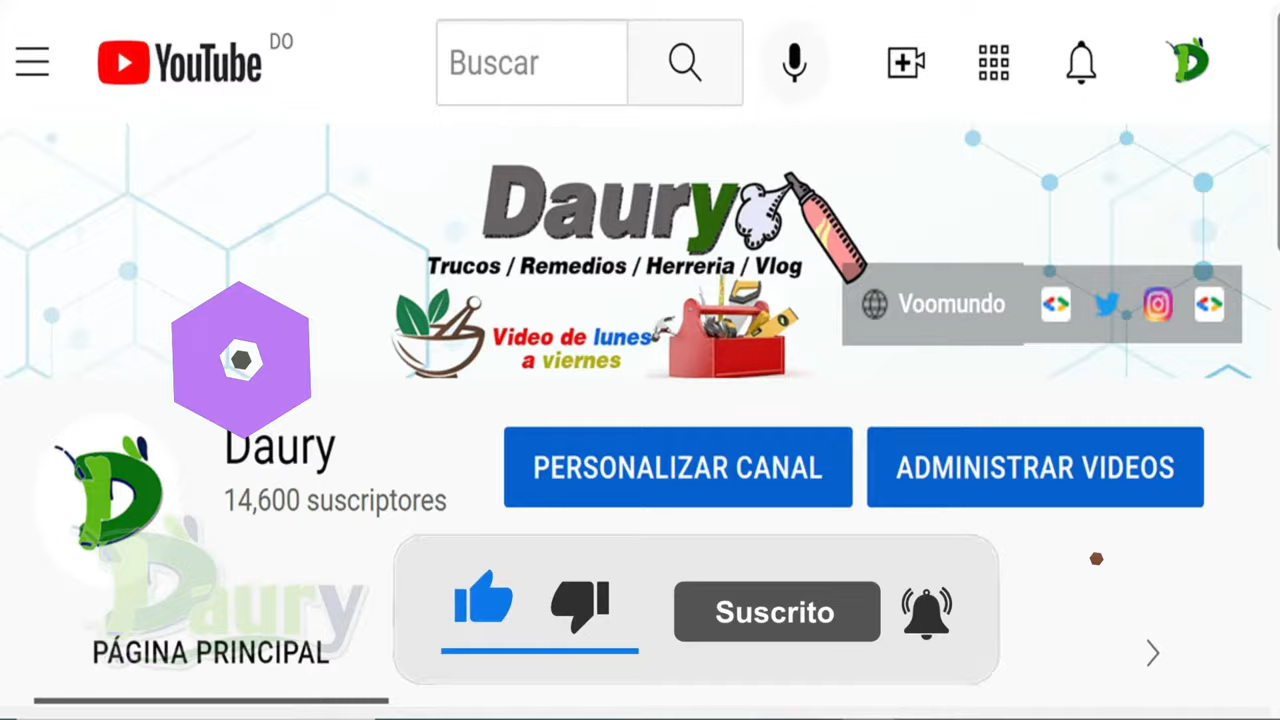 YouTube DO
Buscar
Daury
Trucos / Remedios / Herreria / Vlog
Voomundo
Video de lunes
a viernes
Daury
14,600 suscriptores
PERSONALIZAR CANAL
ADMINISTRAR VIDEOS
Daury
Suscrito
PÁGINA PRINCIPAL